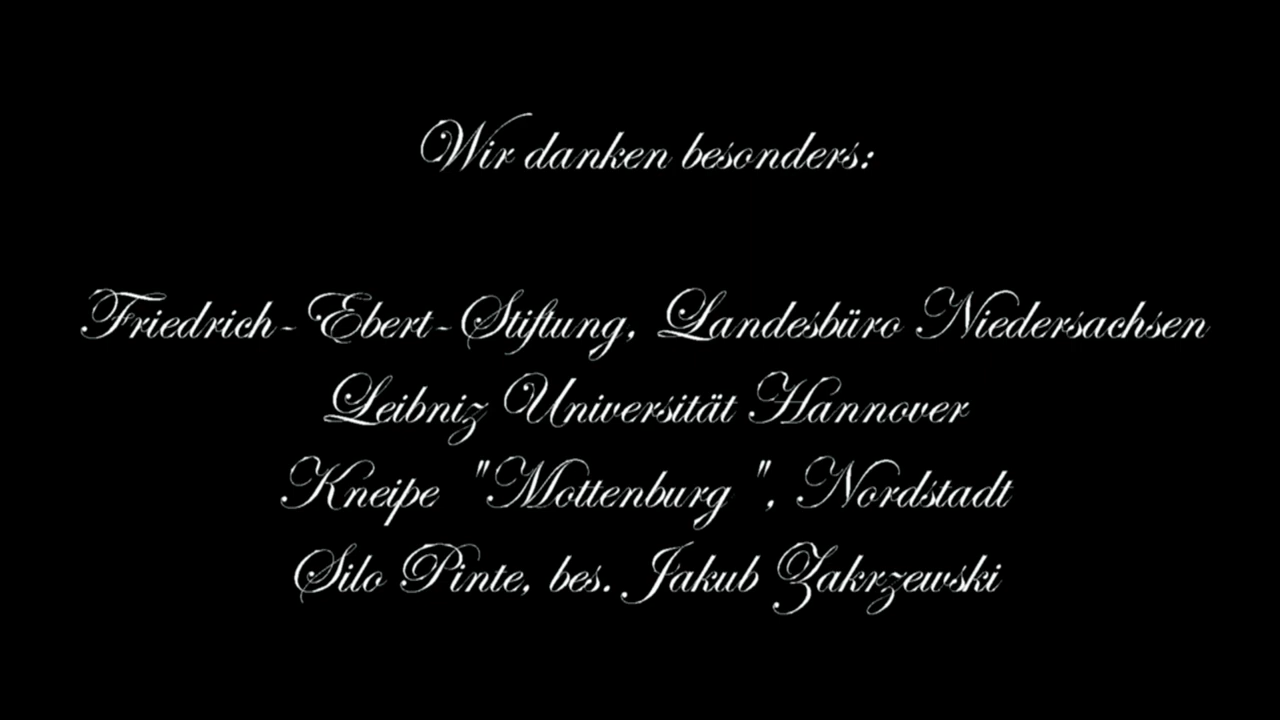 Wir danken besonders:
Friedrich-Ebert-Stiftung, Landesbüro Niedersachsen
Leibniz Universität Hannover
Kneipe "Mottenburg", Nordstadt
Silo Pinte, bes. Jakub Zakrzewski